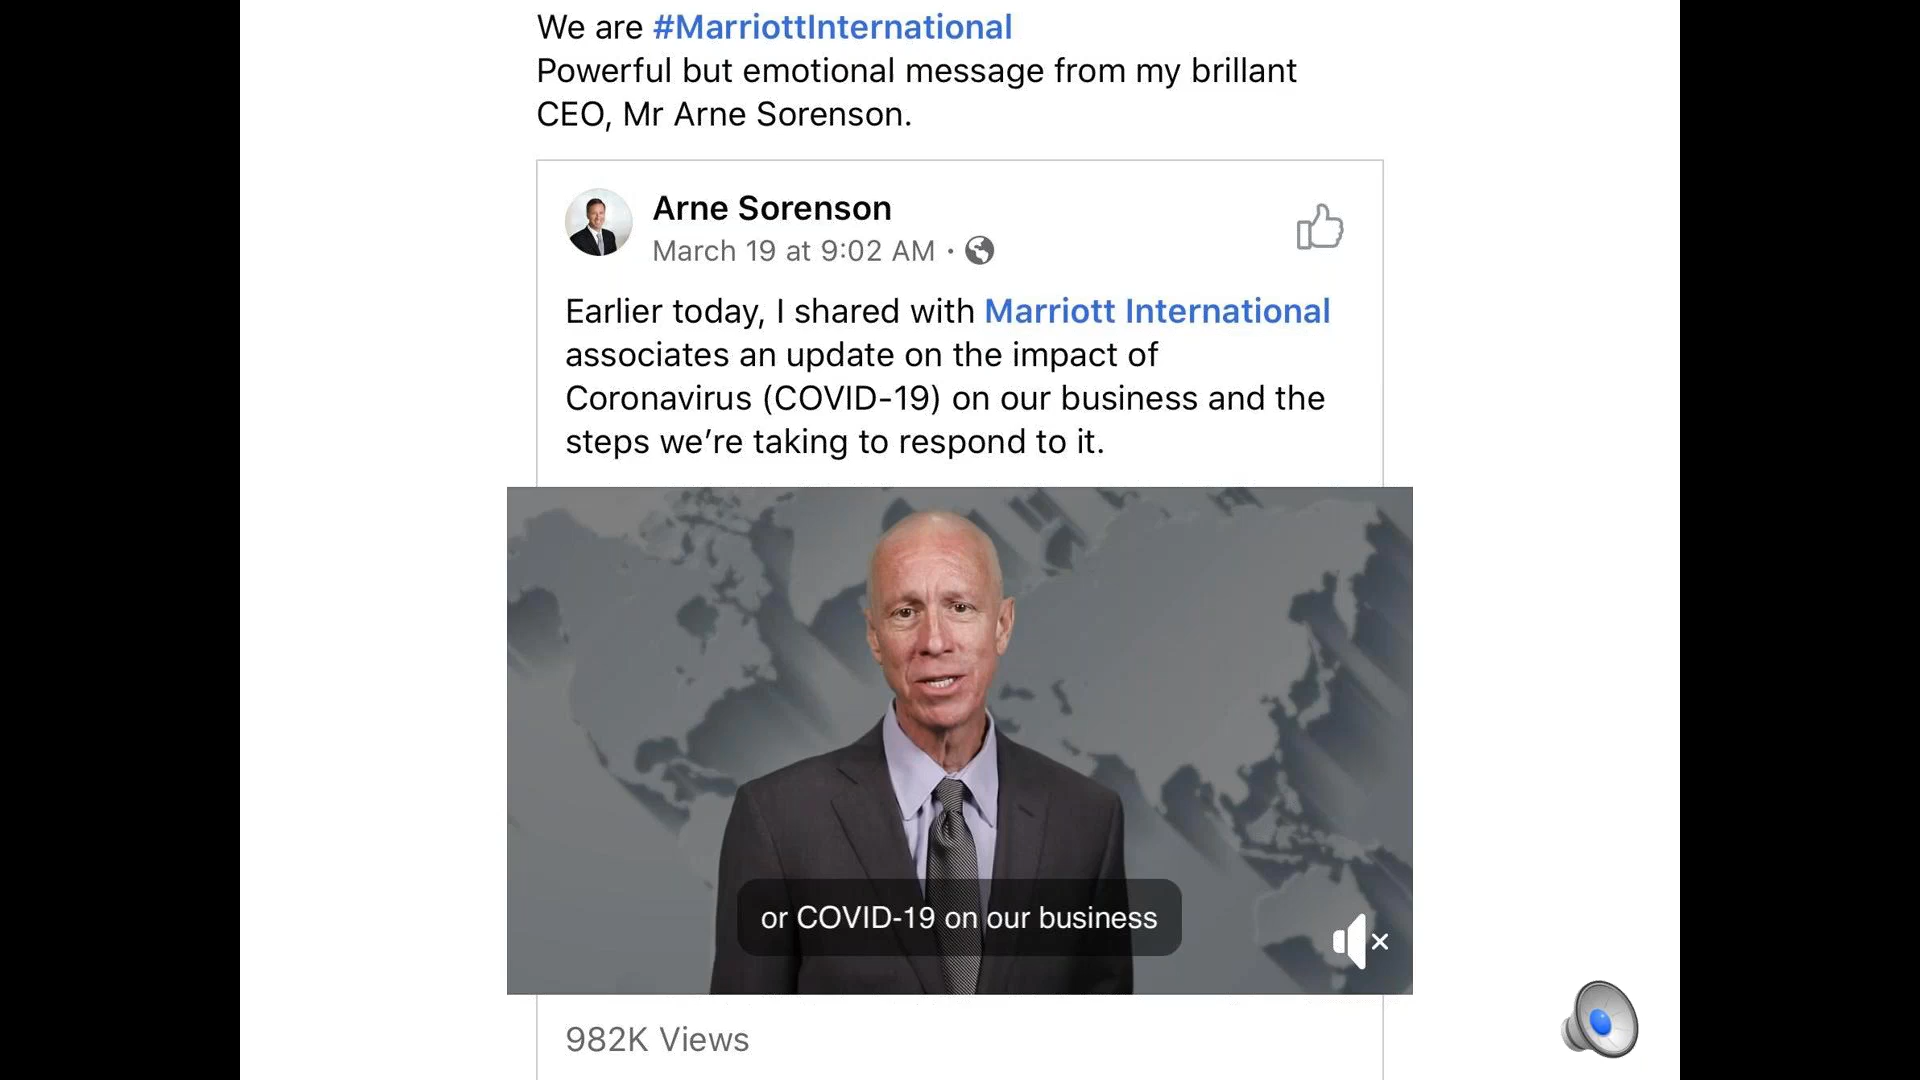 We are #MarriottInternational
Powerful but emotional message from my brillant
CEO, Mr Arne Sorenson.
Arne Sorenson
March 19 at 9:02 AM ·
Earlier today, I shared with Marriott International
associates an update on the impact of
Coronavirus (COVID-19) on our business and the
steps we’re taking to respond to it.
or COVID-19 on our business
982K Views